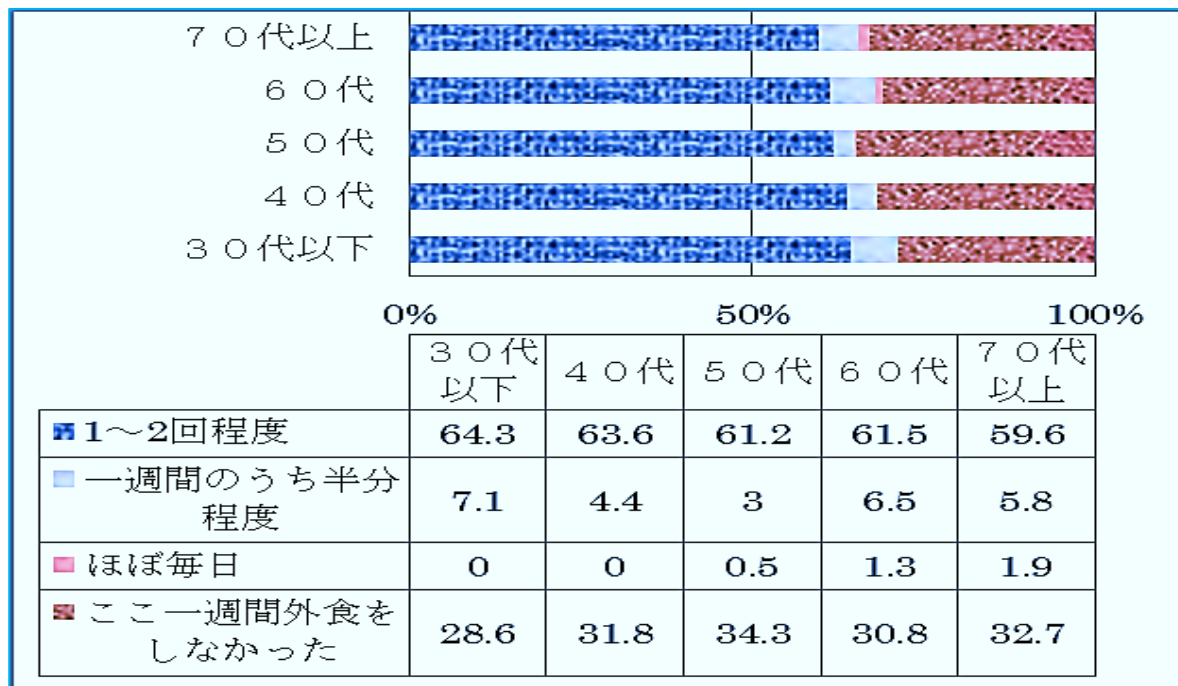 ７０代以上
６０代
５０代
４０代
３０代以下
0% 50% 100%
３０代
以下 ４０代 ５０代 ６０代 ７０代
以上
1～2回程度 64.3 63.6 61.2 61.5 59.6
一週間のうち半分
程度 7.1 4.4 3 6.5 5.8
ほぼ毎日 0 0 0.5 1.3 1.9
ここ一週間外食を
しなかった 28.6 31.8 34.3 30.8 32.7